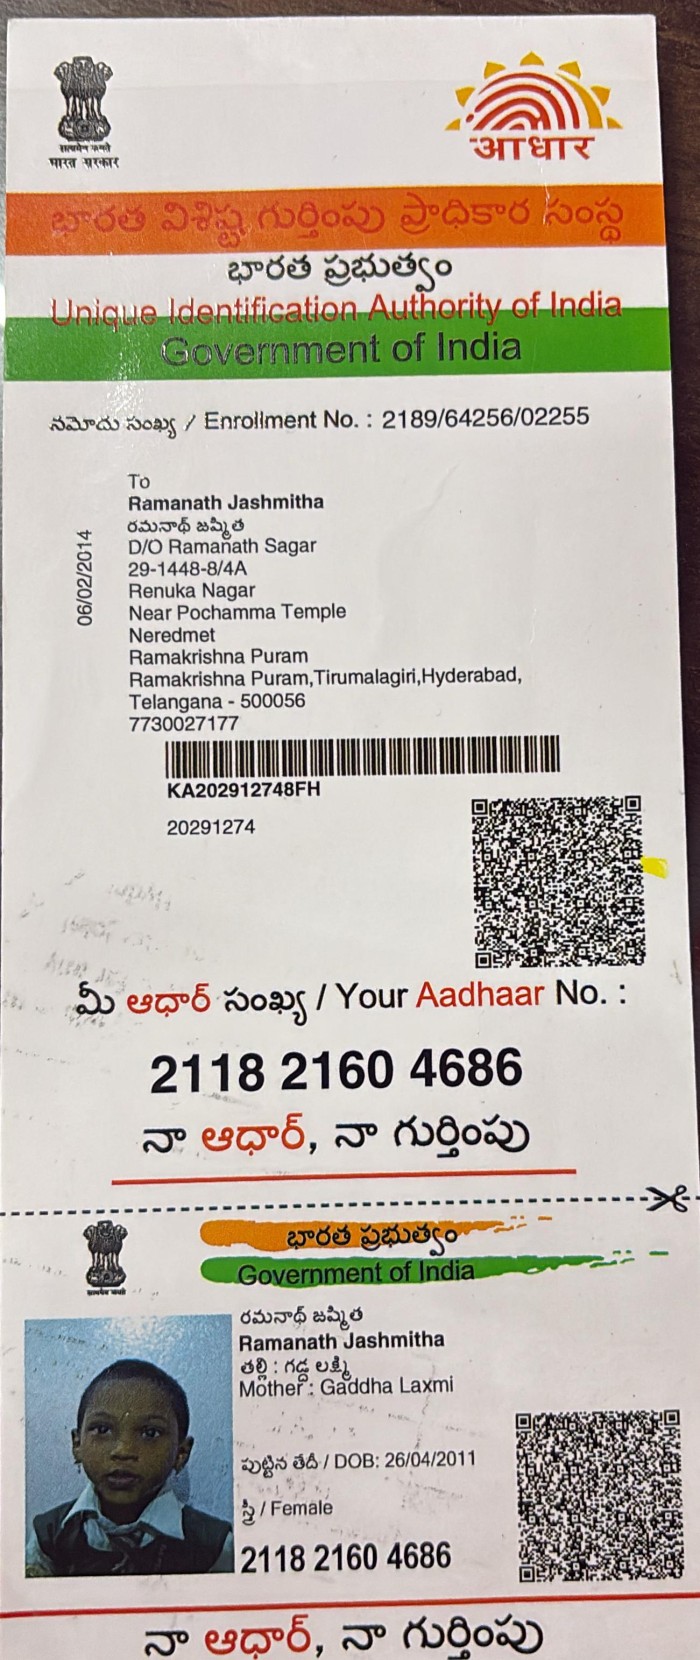 सत्यमेव जयते
भारत सरकार
आधार
భారత విశిష్ట గుర్తింపు ప్రాధికార సంస్థ
భారత ప్రభుత్వం
Unique Identification Authority of India
Government of India
నమోదు సంఖ్య / Enrollment No. : 2189/64256/02255
06/02/2014
To
Ramanath Jashmitha
రమనాథ్ జష్మిత
D/O Ramanath Sagar
29-1448-8/4A
Renuka Nagar
Near Pochamma Temple
Neredmet
Ramakrishna Puram
Ramakrishna Puram,Tirumalagiri,Hyderabad,
Telangana - 500056
7730027177
KA202912748FH
20291274
మీ ఆధార్ సంఖ్య / Your Aadhaar No. :
2118 2160 4686
నా ఆధార్, నా గుర్తింపు
భారత ప్రభుత్వం
Government of India
రమనాథ్ జష్మిత
Ramanath Jashmitha
తల్లి : గడ్డ లక్ష్మి
Mother : Gaddha Laxmi
పుట్టిన తేదీ / DOB: 26/04/2011
స్త్రీ / Female
2118 2160 4686
నా ఆధార్, నా గుర్తింపు